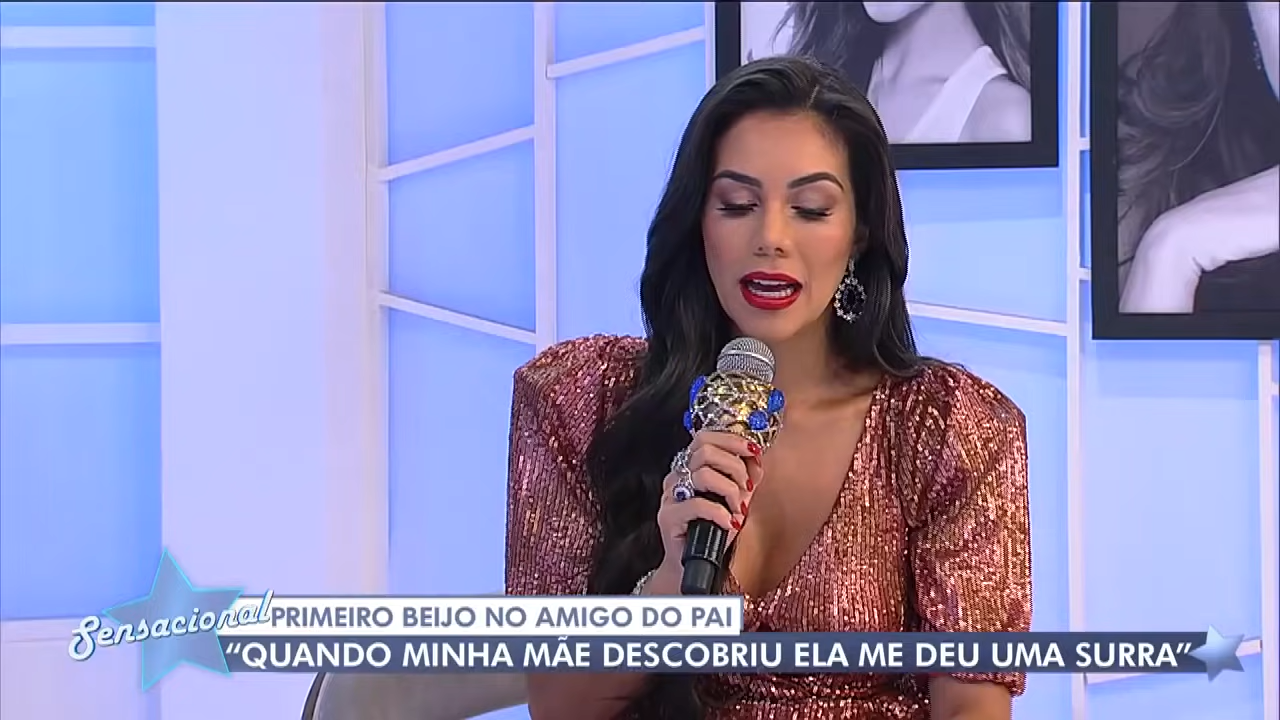 PRIMEIRO BEIJO NO AMIGO DO PAI
Sensacional
“QUANDO MINHA MÃE DESCOBRIU ELA ME DEU UMA SURRA”